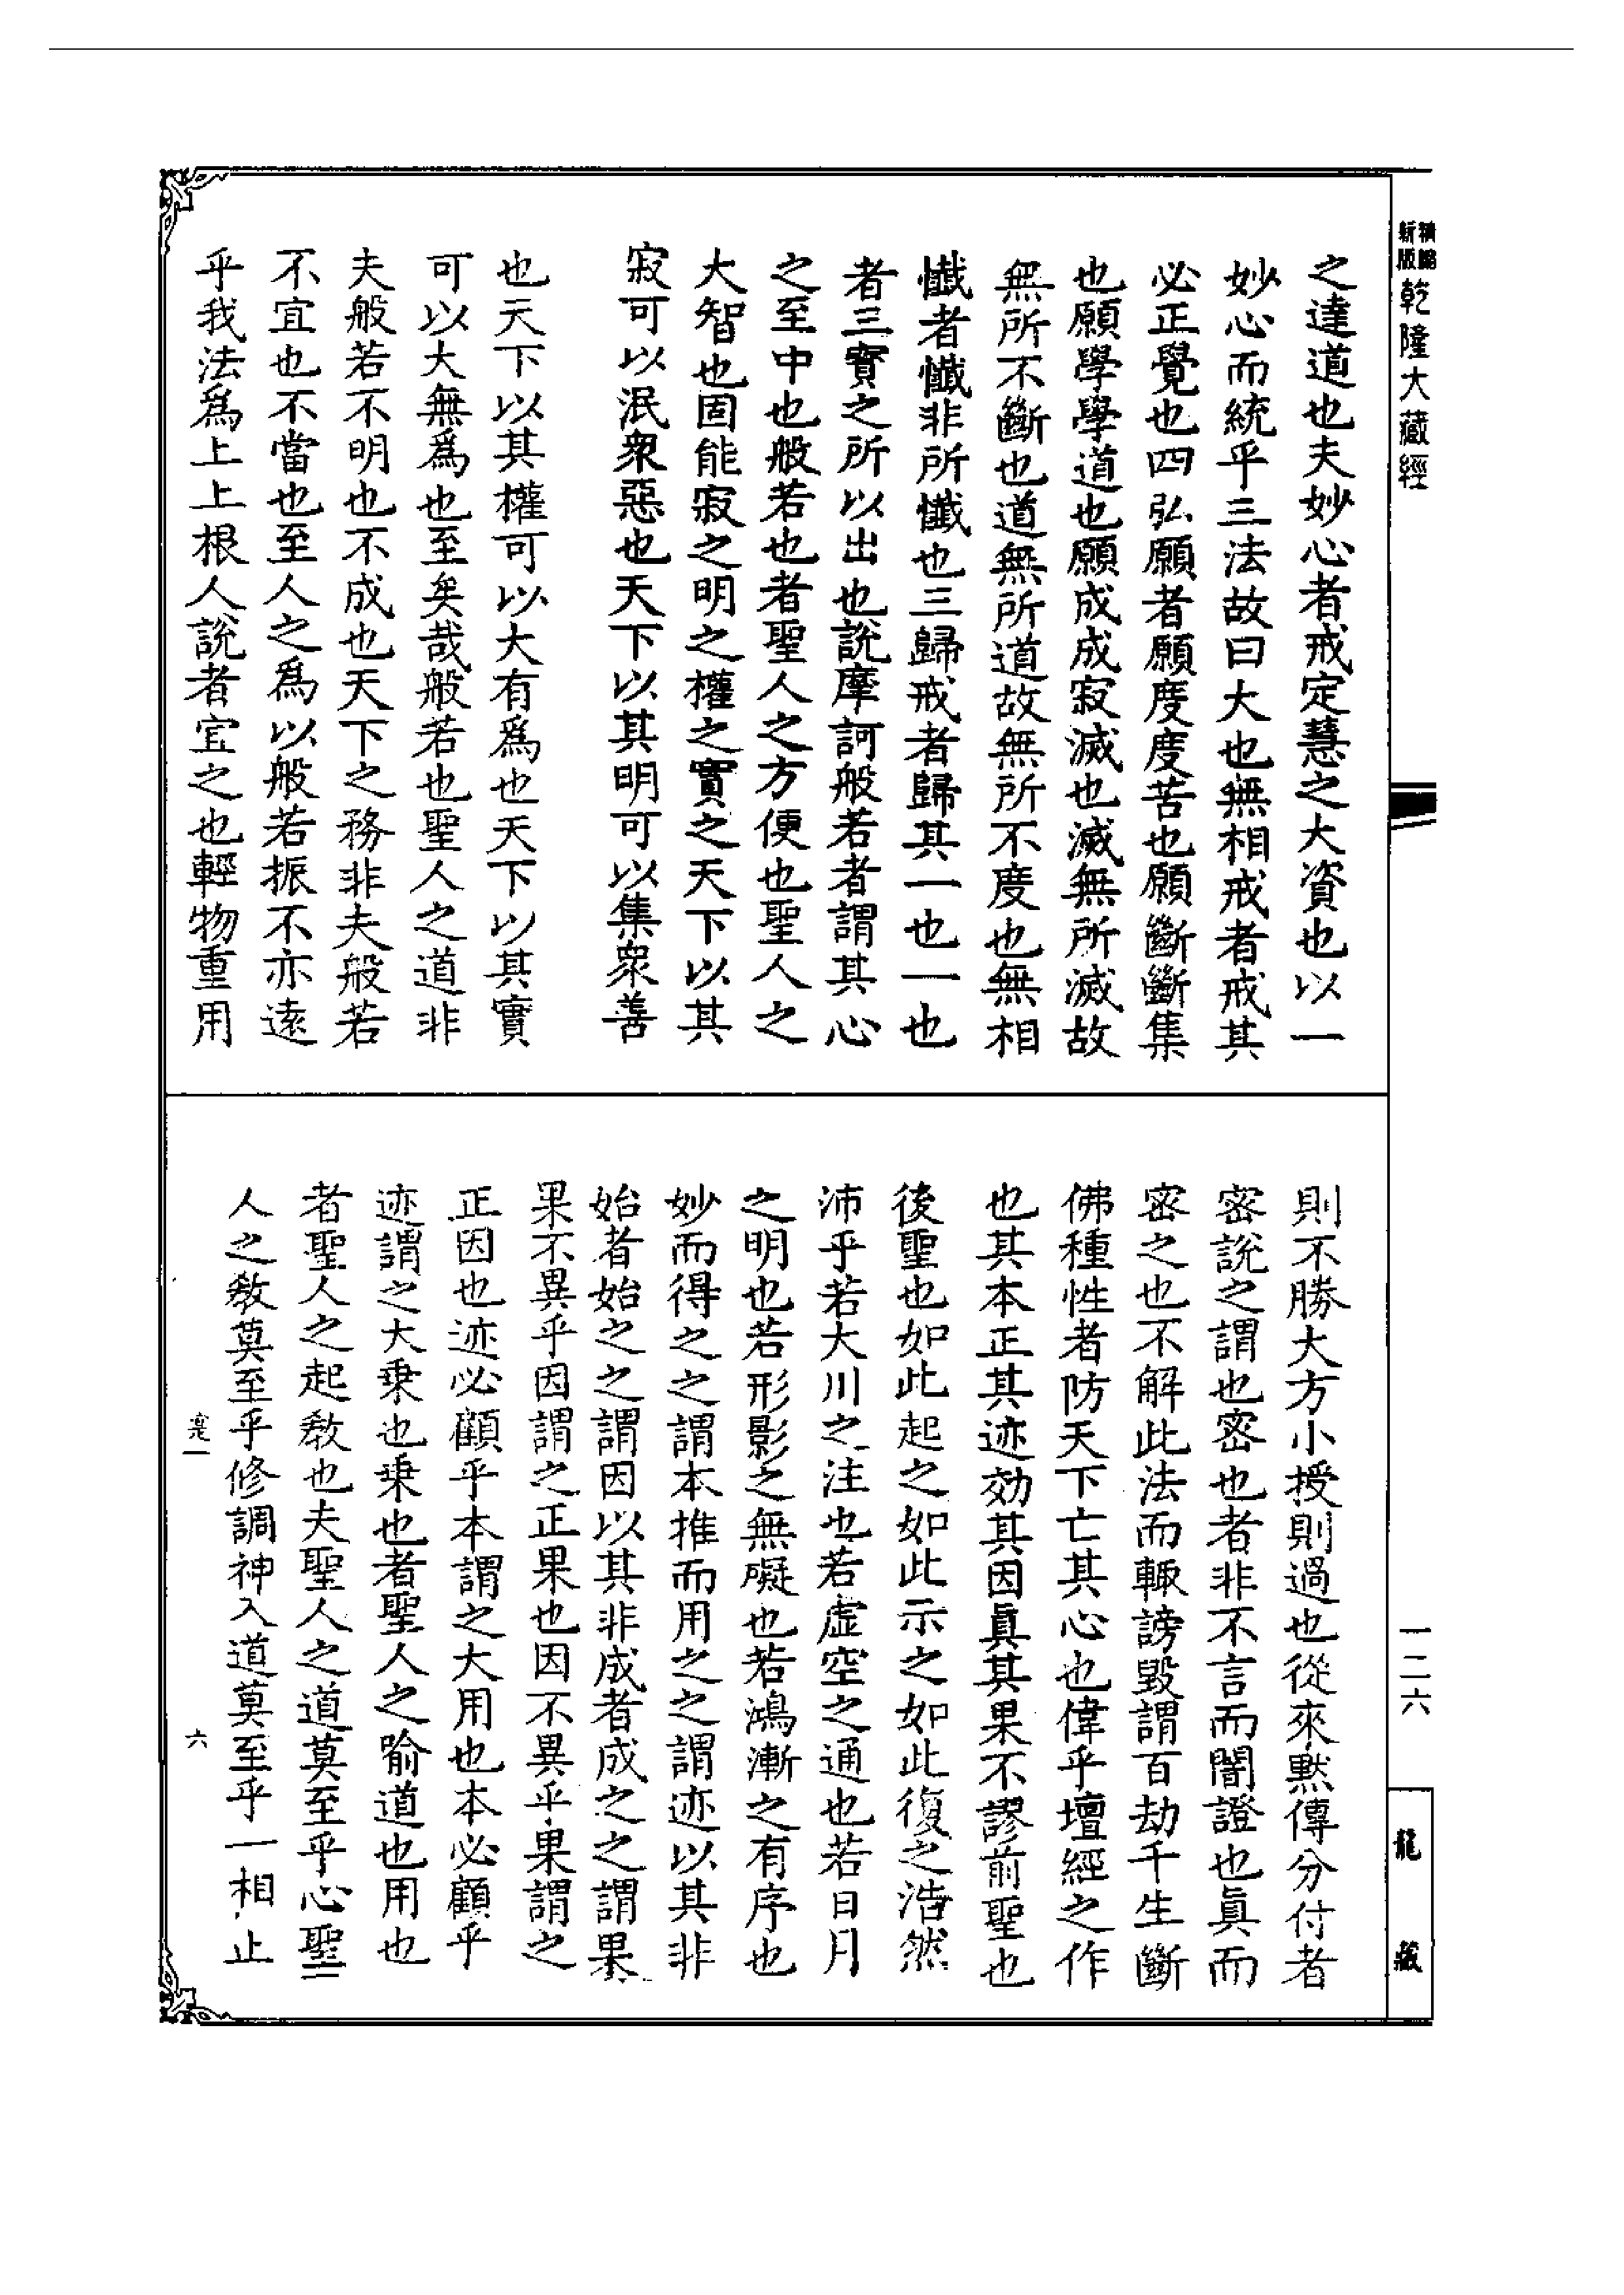 乾隆大藏經
之達道也夫妙心者戒定慧之大資也以一
妙心而統乎三法故曰大也無相戒者戒其
必正覺也四弘願者願度度苦也願斷斷集
也願學學道也願成成寂滅也滅無所滅故
無所不斷也道無所道故無所不度也無相
懺者懺非所懺也三歸戒者歸其一也一也
者三寶之所以出也說摩訶般若者謂其心
之至中也般若也者聖人之方便也聖人之
大智也固能寂之明之權之實之天下以其
寂可以泯衆惡也天下以其明可以集衆善
也天下以其權可以大有爲也天下以其實
可以大無爲也至矣哉般若也聖人之道非
夫般若不明也不成也天下之務非夫般若
不宜也不當也至人之爲以般若振不亦遠
乎我法爲上上根人說者宜之也輕物重用
則不勝大方小授則過也從來默傳分付者
密說之謂也密也者非不言而闇證也眞而
密之也不解此法而輙謗毀謂百劫千生斷
佛種性者防天下亡其心也偉乎壇經之作
也其本正其迹効其因眞其果不謬前聖也
後聖也如此起之如此示之如此復之浩然
沛乎若大川之注也若虛空之通也若日月
之明也若形影之無礙也若鴻漸之有序也
妙而得之之謂本推而用之之謂迹以其非
始者始之之謂因以其非成者成之之謂果
果不異乎因謂之正果也因不異乎果謂之
正因也迹必顧乎本謂之大用也本必顧乎
迹謂之大乗也乗也者聖人之喻道也用也
者聖人之起教也夫聖人之道莫至乎心聖
人之教莫至乎修調神入道莫至乎一相止
六
一二六
龍藏